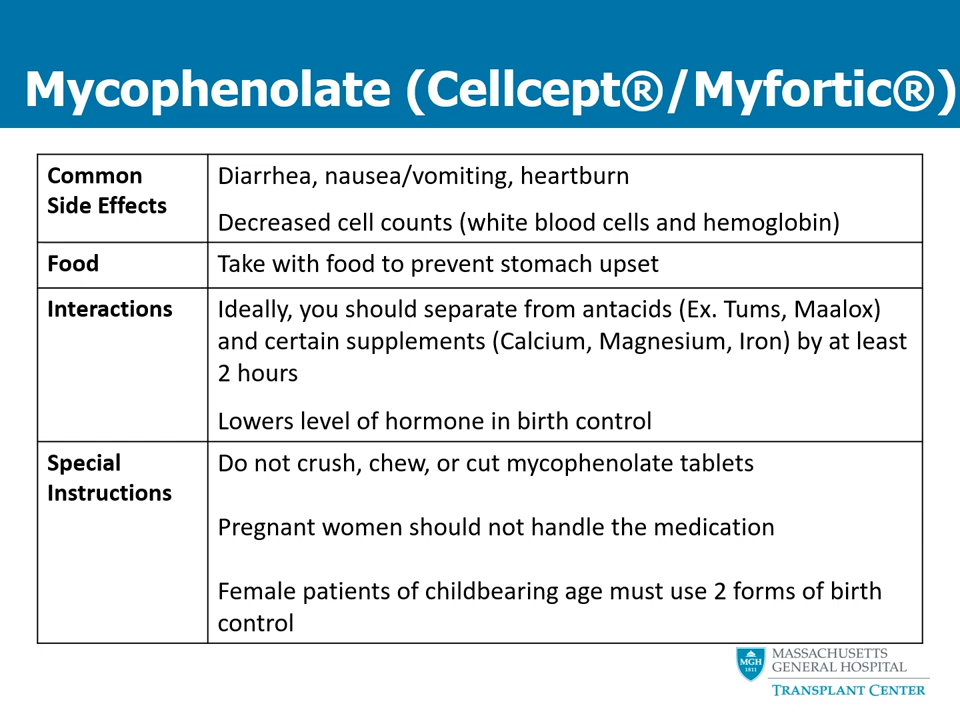 Mycophenolate (Cellcept®/Myfortic®)
Common
Side Effects
Diarrhea, nausea/vomiting, heartburn
Decreased cell counts (white blood cells and hemoglobin)
Food
Take with food to prevent stomach upset
Interactions
Ideally, you should separate from antacids (Ex. Tums, Maalox)
and certain supplements (Calcium, Magnesium, Iron) by at least
2 hours
Lowers level of hormone in birth control
Special
Instructions
Do not crush, chew, or cut mycophenolate tablets
Pregnant women should not handle the medication
Female patients of childbearing age must use 2 forms of birth
control
MGH
1811
MASSACHUSETTS
GENERAL HOSPITAL
TRANSPLANT CENTER